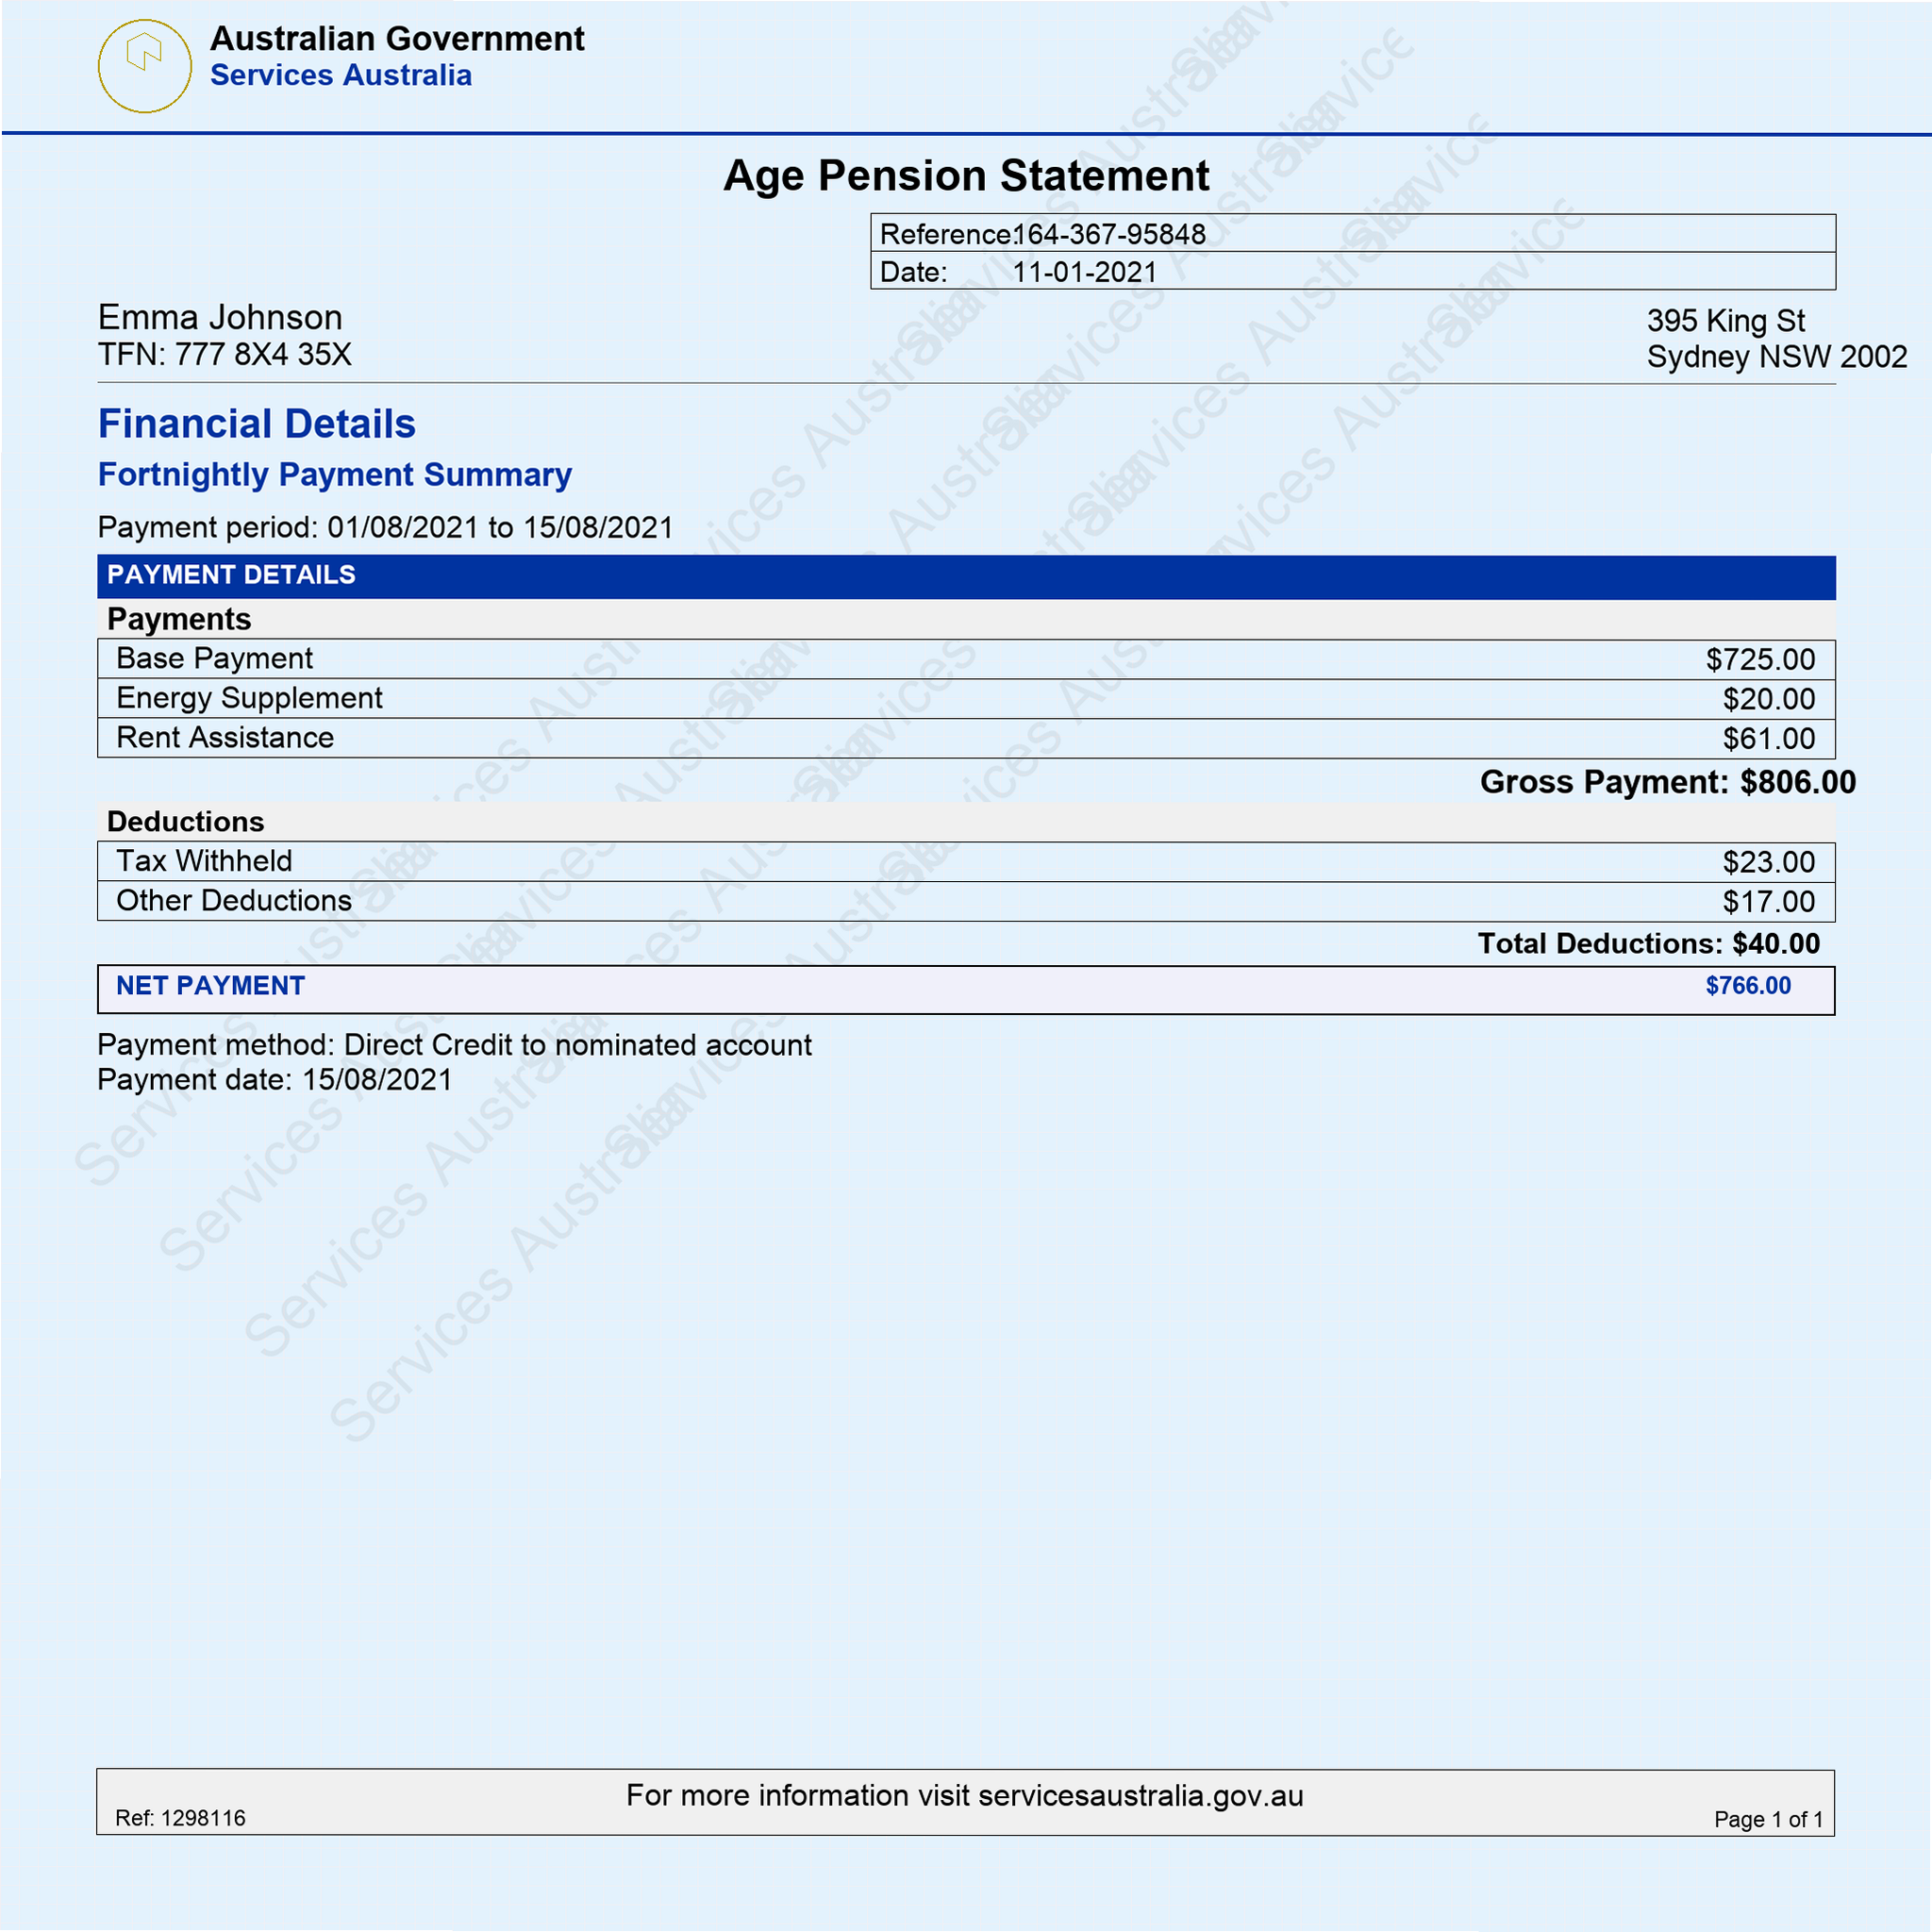 Australian Government
Services Australia
Age Pension Statement
Reference: 164-367-95848
Date: 11-01-2021
Emma Johnson
TFN: 777 8X4 35X
395 King St
Sydney NSW 2002
Financial Details
Fortnightly Payment Summary
Payment period: 01/08/2021 to 15/08/2021
PAYMENT DETAILS
Payments
Base Payment $725.00
Energy Supplement $20.00
Rent Assistance $61.00
Gross Payment: $806.00
Deductions
Tax Withheld $23.00
Other Deductions $17.00
Total Deductions: $40.00
NET PAYMENT $766.00
Payment method: Direct Credit to nominated account
Payment date: 15/08/2021
Services Australia
Services Australia
Services Australia
Services Australia
For more information visit servicesaustralia.gov.au
Ref: 1298116
Page 1 of 1